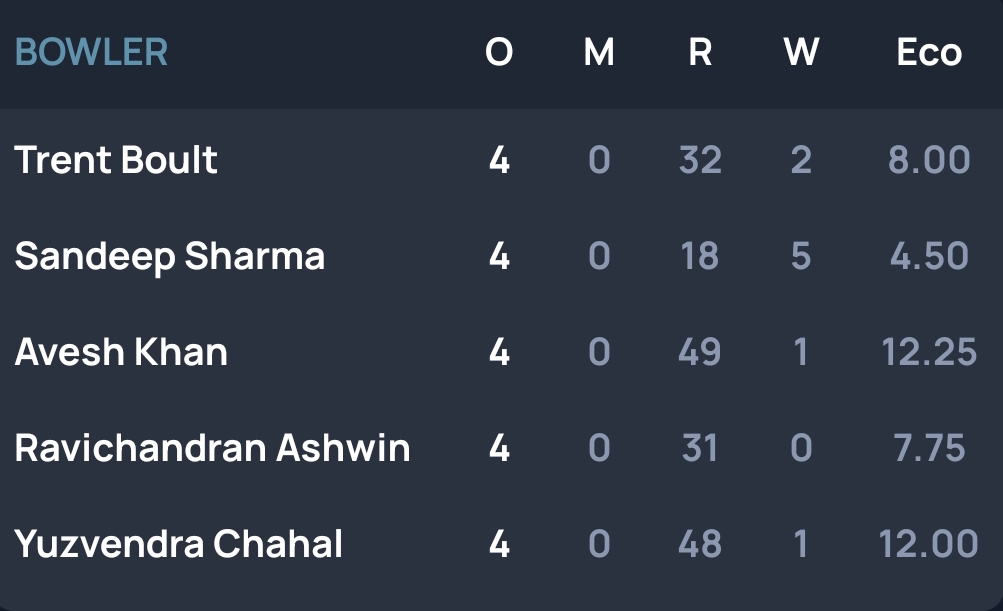 BOWLER O M R W Eco
Trent Boult 4 0 32 2 8.00
Sandeep Sharma 4 0 18 5 4.50
Avesh Khan 4 0 49 1 12.25
Ravichandran Ashwin 4 0 31 0 7.75
Yuzvendra Chahal 4 0 48 1 12.00